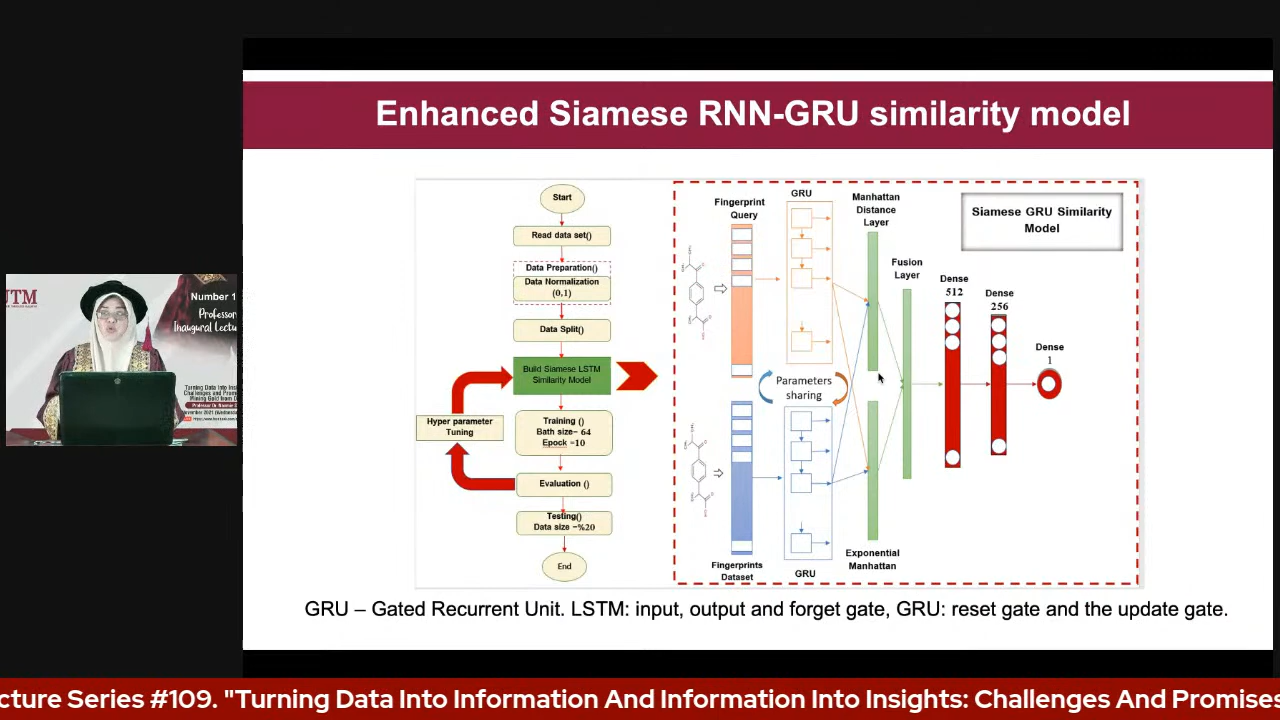 Enhanced Siamese RNN-GRU similarity model
Start
Read data set()
Data Preparation()
Data Normalization
(0,1)
Data Split()
Build Siamese LSTM
Similarity Model
Hyper parameter
Tuning
Training ()
Bath size= 64
Epock =10
Evaluation ()
Testing()
Data size =%20
End
Fingerprint
Query
GRU
Manhattan
Distance
Layer
Siamese GRU Similarity
Model
Fusion
Layer
Dense
512
Dense
256
Dense
1
Parameters
sharing
Fingerprints
Dataset
GRU
Exponential
Manhattan
GRU – Gated Recurrent Unit. LSTM: input, output and forget gate, GRU: reset gate and the update gate.
UTM
Number 1
Professor
Inaugural Lectu
Turning Data Into
Challenges and
cture Series #109. "Turning Data Into Information And Information Into Insights: Challenges And Promises